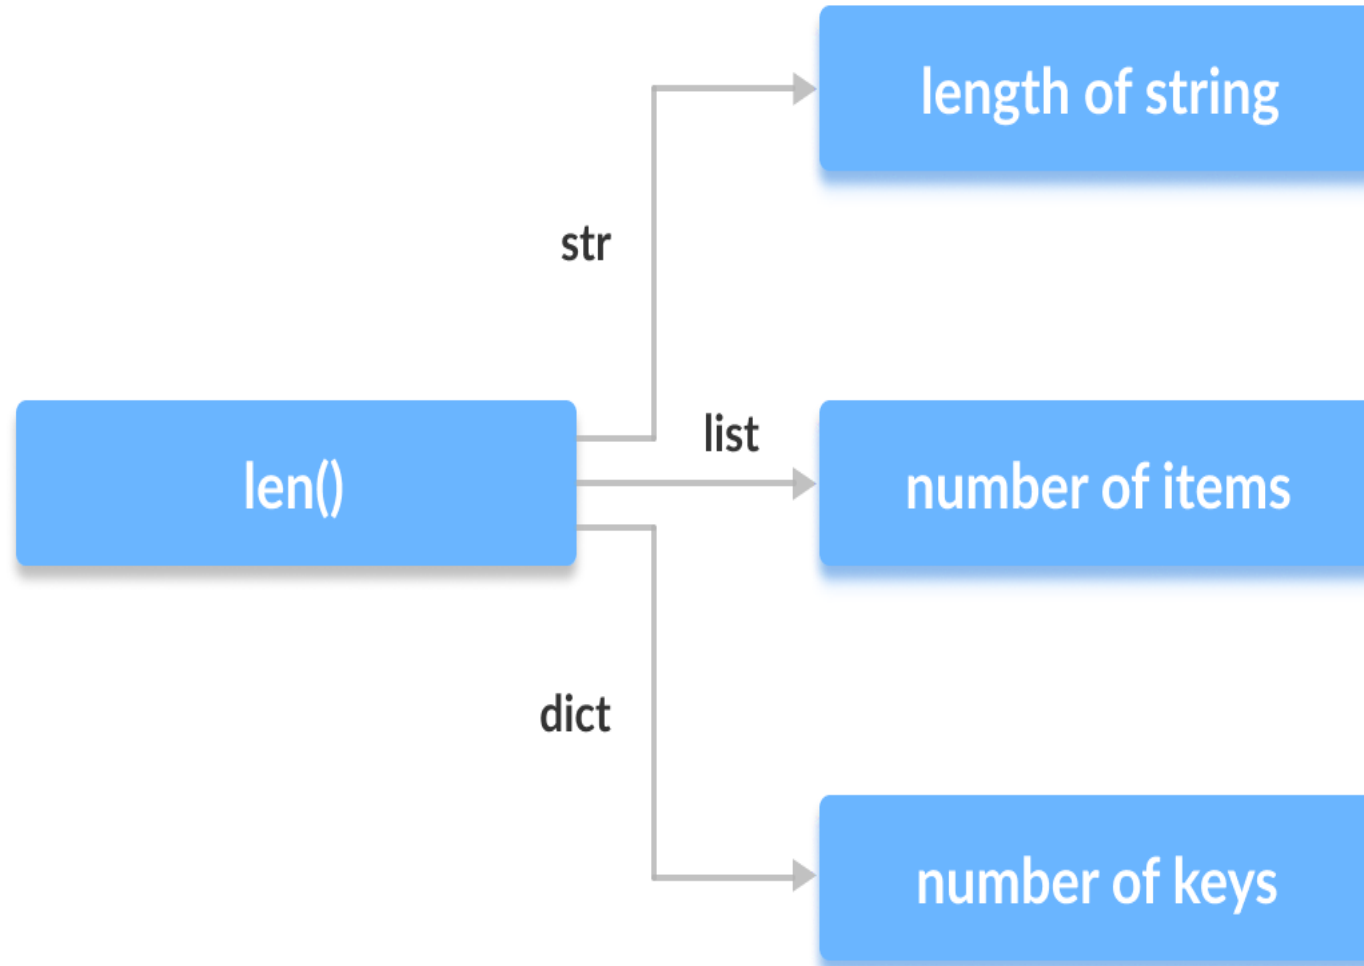 length of string
str
list
len()
number of items
dict
number of keys